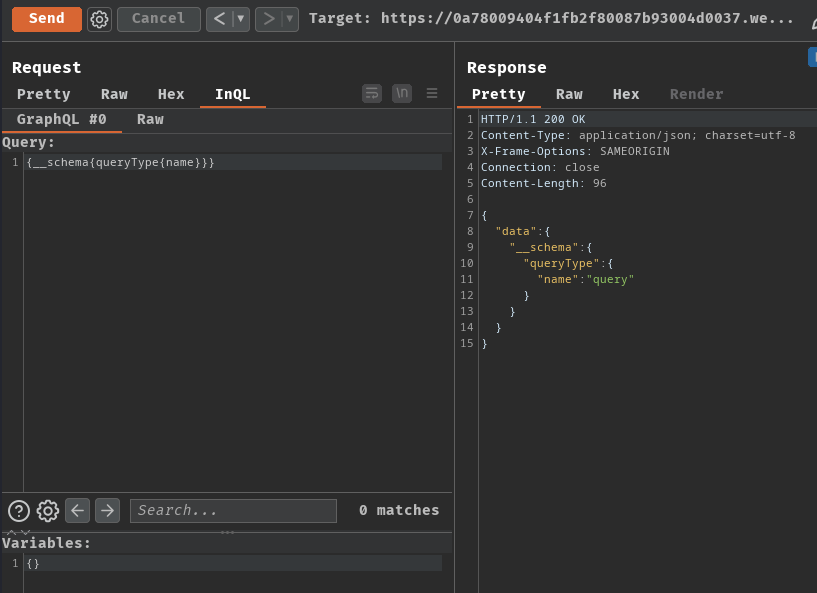 Send Cancel < ▼ > ▼ Target: https://0a78009404f1fb2f80087b93004d0037.we...
Request
Pretty Raw Hex InQL \n
GraphQL #0 Raw
Query:
1 {__schema{queryType{name}}}
? Search... 0 matches
Variables:
1 {}
Response
Pretty Raw Hex Render
1 HTTP/1.1 200 OK
2 Content-Type: application/json; charset=utf-8
3 X-Frame-Options: SAMEORIGIN
4 Connection: close
5 Content-Length: 96
6
7 {
8 "data":{
9 "__schema":{
10 "queryType":{
11 "name":"query"
12 }
13 }
14 }
15 }